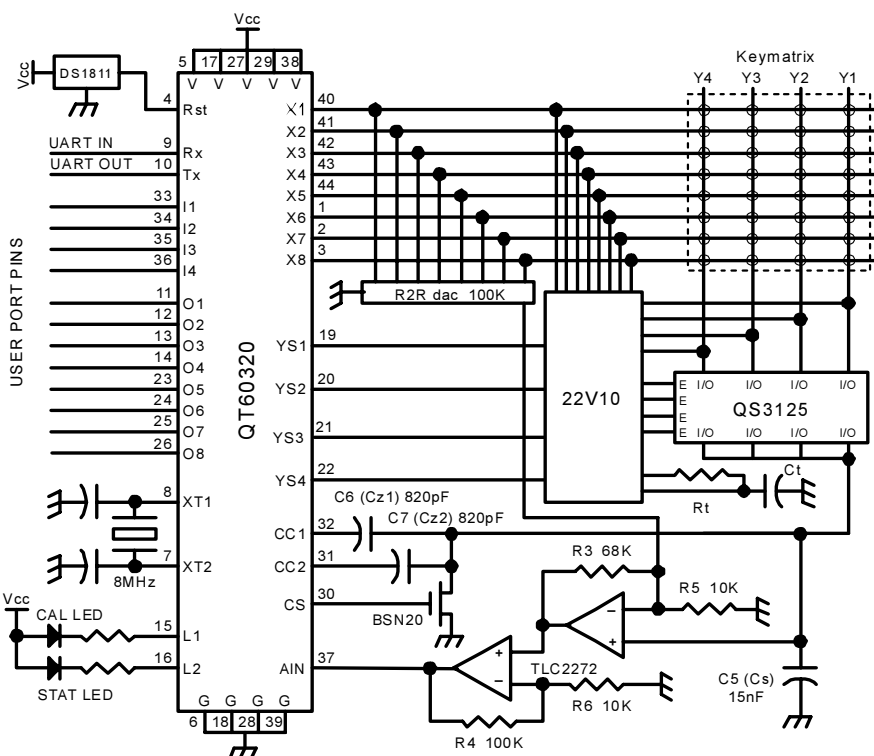 Vcc
5 17 27 29 38
V V V V V
Vcc
DS1811
Keymatrix
Y4 Y3 Y2 Y1
4 Rst
X1 40
X2 41
UART IN
9 Rx
X3 42
UART OUT
10 Tx
X4 43
X5 44
33 I1
X6 1
34 I2
X7 2
35 I3
X8 3
36 I4
R2R dac 100K
USER PORT PINS
11 O1
12 O2
13 O3
14 O4
23 O5
24 O6
25 O7
26 O8
QT60320
YS1 19
YS2 20
YS3 21
YS4 22
22V10
E I/O I/O I/O I/O
E
QS3125
E
E I/O I/O I/O I/O
Rt
Ct
8 XT1
7 XT2
8MHz
C6 (Cz1) 820pF
C7 (Cz2) 820pF
CC1 32
CC2 31
CS 30
BSN20
R3 68K
R5 10K
Vcc
CAL LED
15 L1
16 L2
STAT LED
AIN 37
TLC2272
+
−
−
+
R6 10K
R4 100K
C5 (Cs)
15nF
G G G G
6 18 28 39